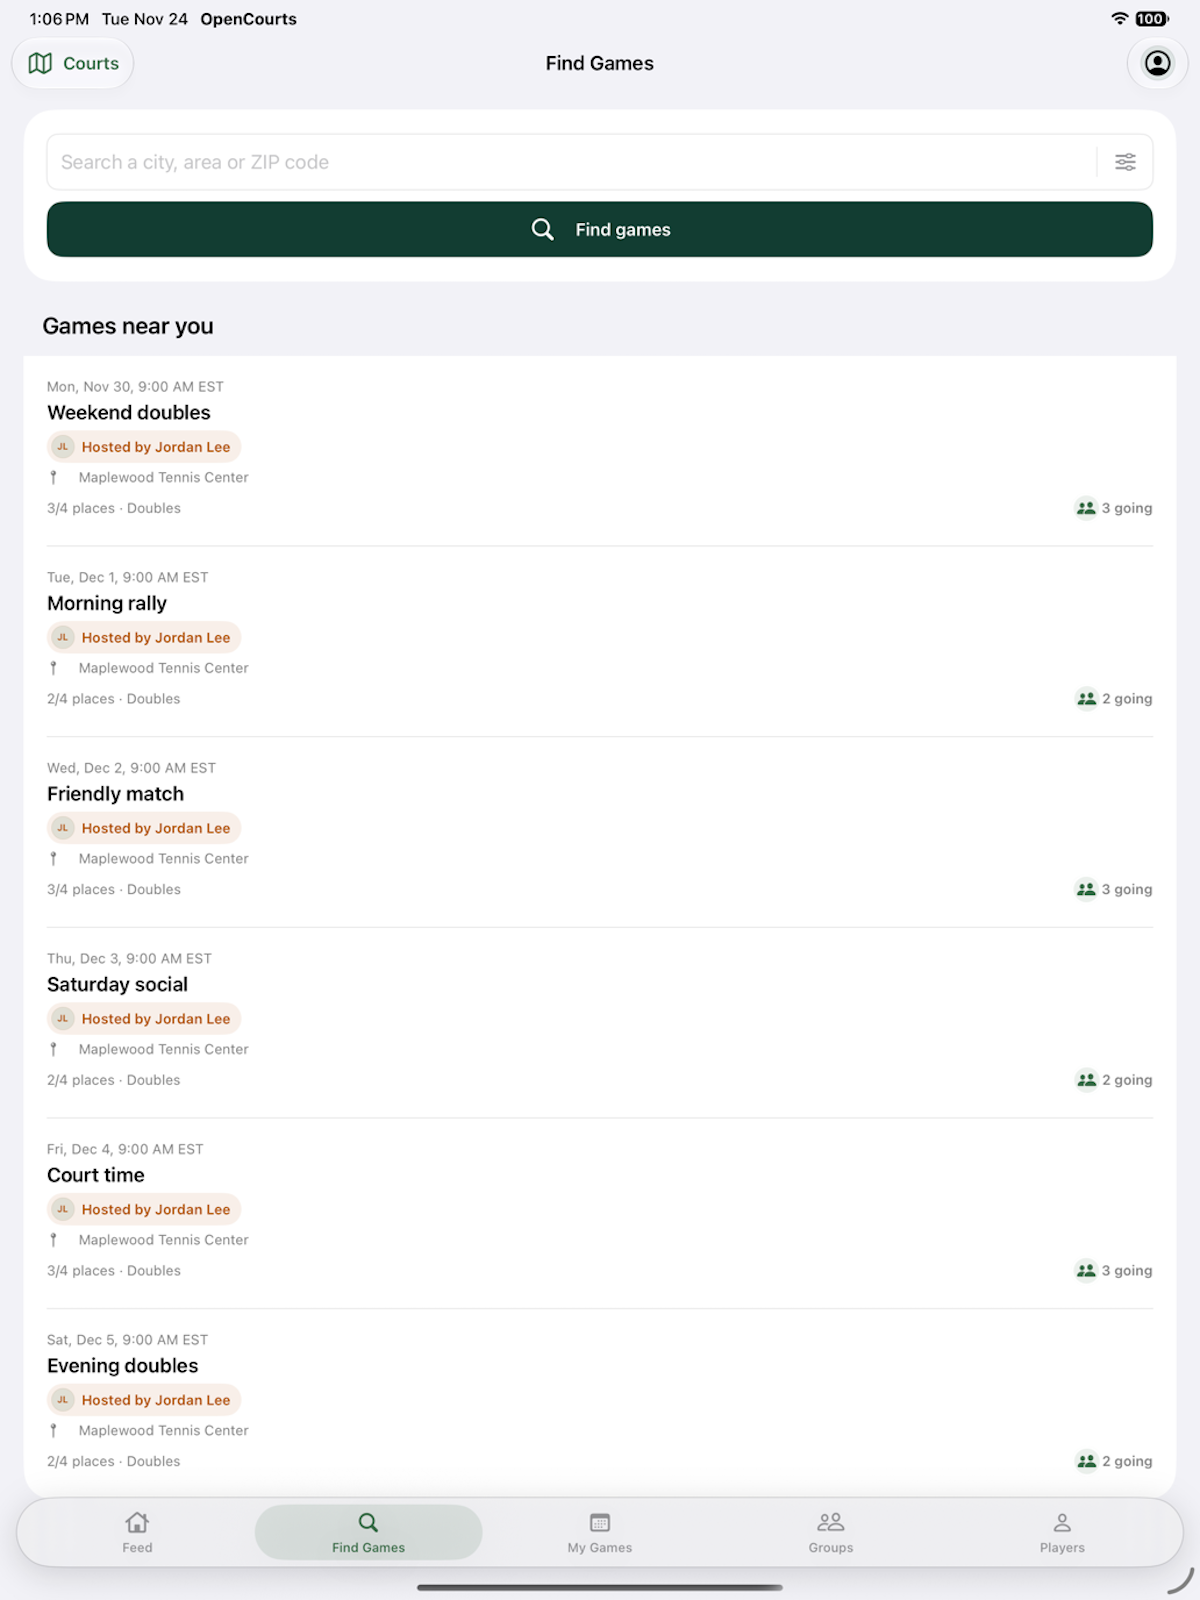 1:06 PM Tue Nov 24 OpenCourts 100
Courts
Find Games
Search a city, area or ZIP code
Find games
Games near you
Mon, Nov 30, 9:00 AM EST
Weekend doubles
JL Hosted by Jordan Lee
Maplewood Tennis Center
3/4 places · Doubles
3 going
Tue, Dec 1, 9:00 AM EST
Morning rally
JL Hosted by Jordan Lee
Maplewood Tennis Center
2/4 places · Doubles
2 going
Wed, Dec 2, 9:00 AM EST
Friendly match
JL Hosted by Jordan Lee
Maplewood Tennis Center
3/4 places · Doubles
3 going
Thu, Dec 3, 9:00 AM EST
Saturday social
JL Hosted by Jordan Lee
Maplewood Tennis Center
2/4 places · Doubles
2 going
Fri, Dec 4, 9:00 AM EST
Court time
JL Hosted by Jordan Lee
Maplewood Tennis Center
3/4 places · Doubles
3 going
Sat, Dec 5, 9:00 AM EST
Evening doubles
JL Hosted by Jordan Lee
Maplewood Tennis Center
2/4 places · Doubles
2 going
Feed
Find Games
My Games
Groups
Players